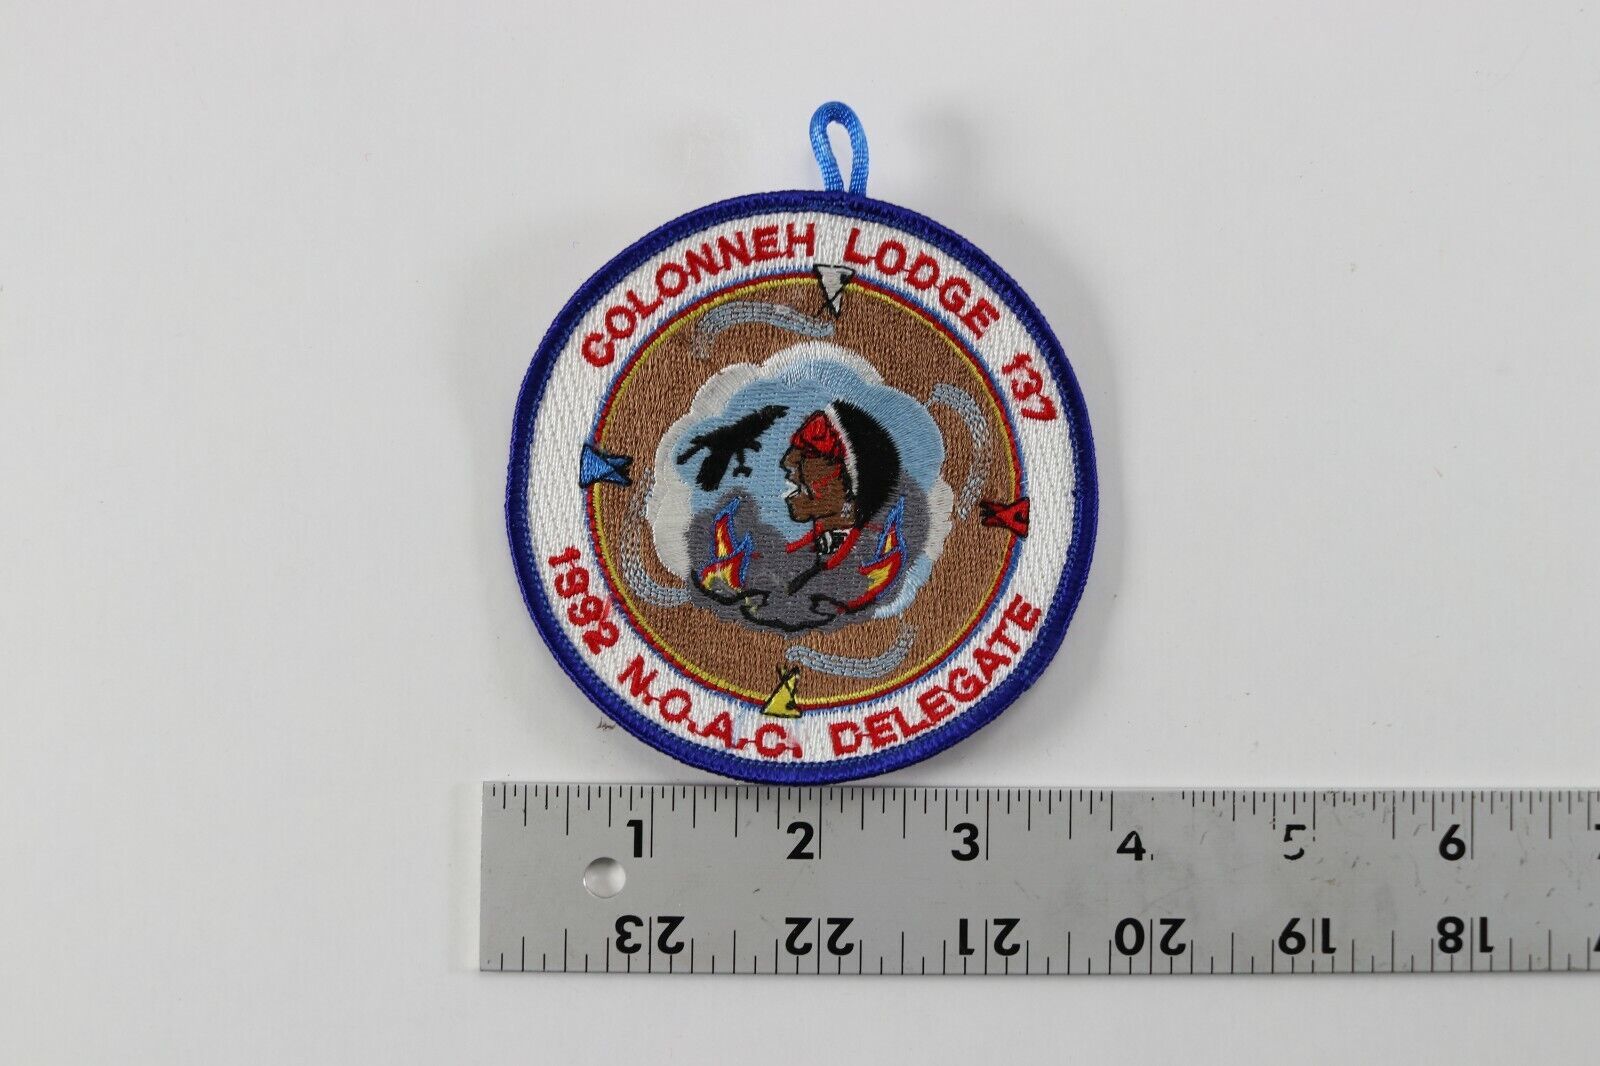 COLONNEH LODGE 137
1992 N.O.A.C. DELEGATE
1 2 3 4 5 6
23 22 21 20 19 18